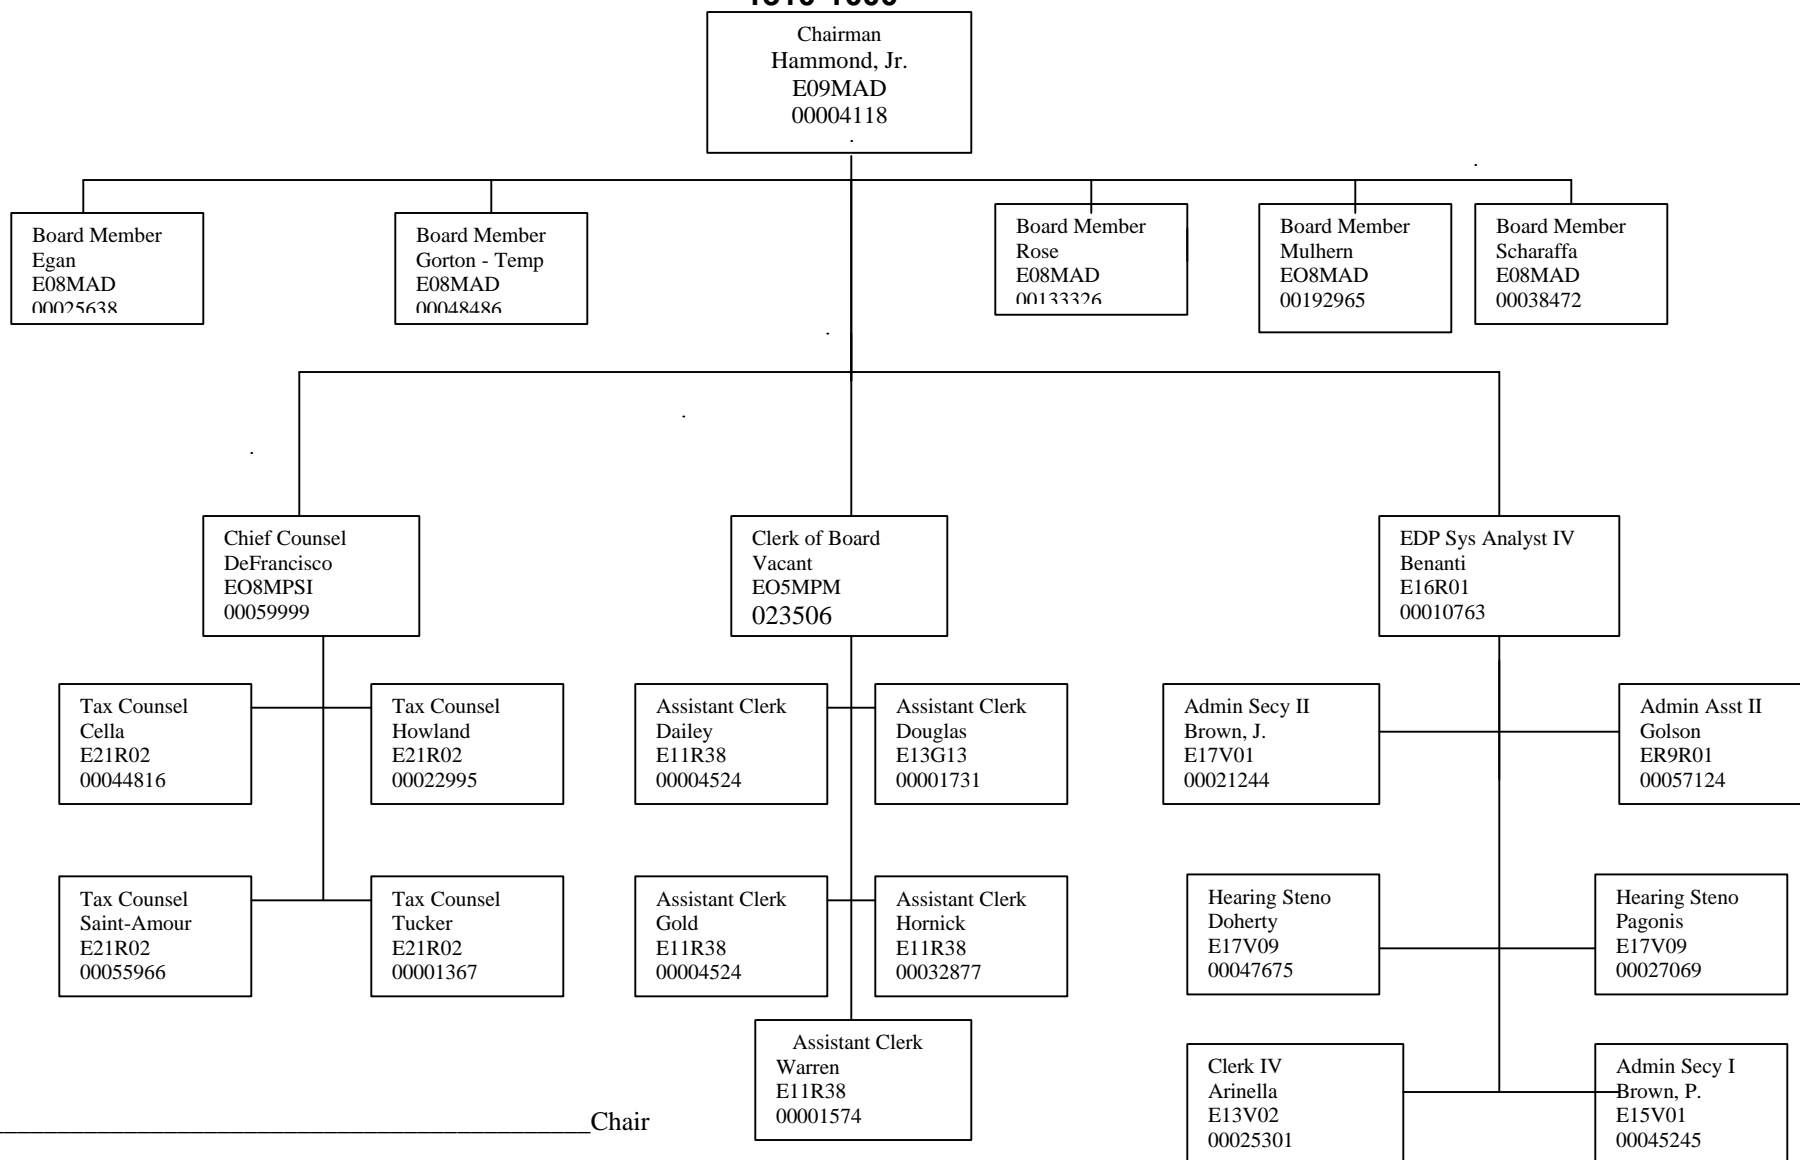 Chairman
Hammond, Jr.
E09MAD
00004118
Board Member
Egan
E08MAD
00025638
Board Member
Gorton - Temp
E08MAD
00048486
Board Member
Rose
E08MAD
00133326
Board Member
Mulhern
EO8MAD
00192965
Board Member
Scharaffa
E08MAD
00038472
Chief Counsel
DeFrancisco
EO8MPSI
00059999
Clerk of Board
Vacant
EO5MPM
023506
EDP Sys Analyst IV
Benanti
E16R01
00010763
Tax Counsel
Cella
E21R02
00044816
Tax Counsel
Howland
E21R02
00022995
Assistant Clerk
Dailey
E11R38
00004524
Assistant Clerk
Douglas
E13G13
00001731
Admin Secy II
Brown, J.
E17V01
00021244
Admin Asst II
Golson
ER9R01
00057124
Tax Counsel
Saint-Amour
E21R02
00055966
Tax Counsel
Tucker
E21R02
00001367
Assistant Clerk
Gold
E11R38
00004524
Assistant Clerk
Hornick
E11R38
00032877
Hearing Steno
Doherty
E17V09
00047675
Hearing Steno
Pagonis
E17V09
00027069
Assistant Clerk
Warren
E11R38
00001574
Clerk IV
Arinella
E13V02
00025301
Admin Secy I
Brown, P.
E15V01
00045245
Chair